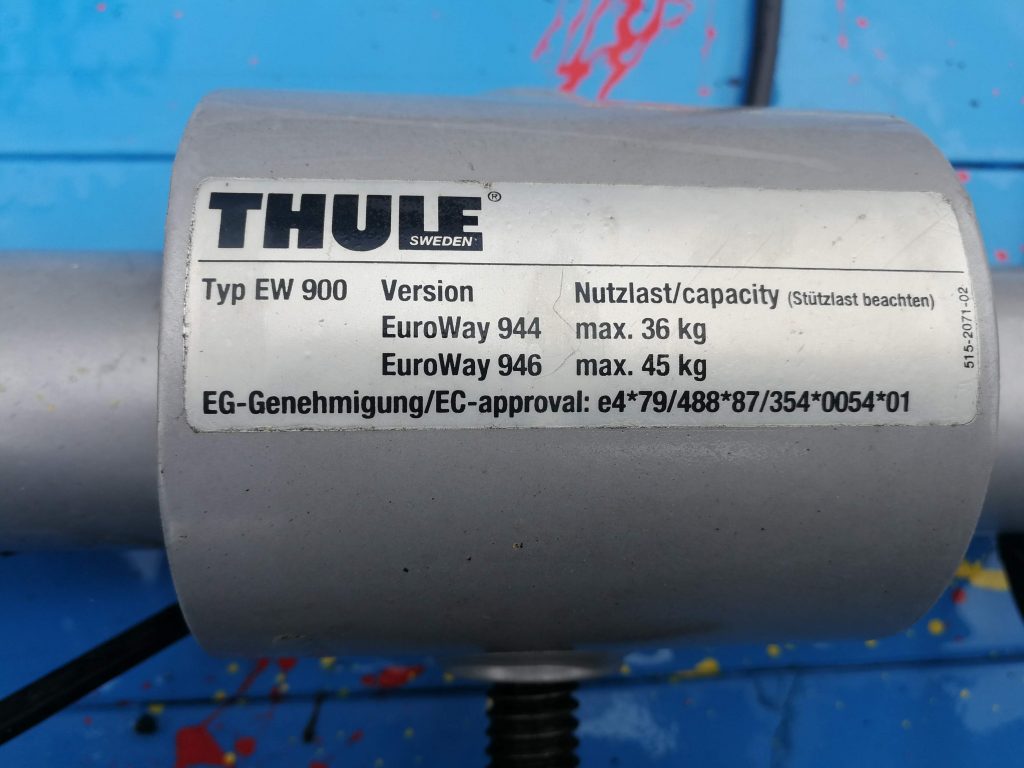 THULE®
SWEDEN
Typ EW 900 Version Nutzlast/capacity (Stützlast beachten)
EuroWay 944 max. 36 kg
EuroWay 946 max. 45 kg
EG-Genehmigung/EC-approval: e4*79/488*87/354*0054*01
515-2071-02